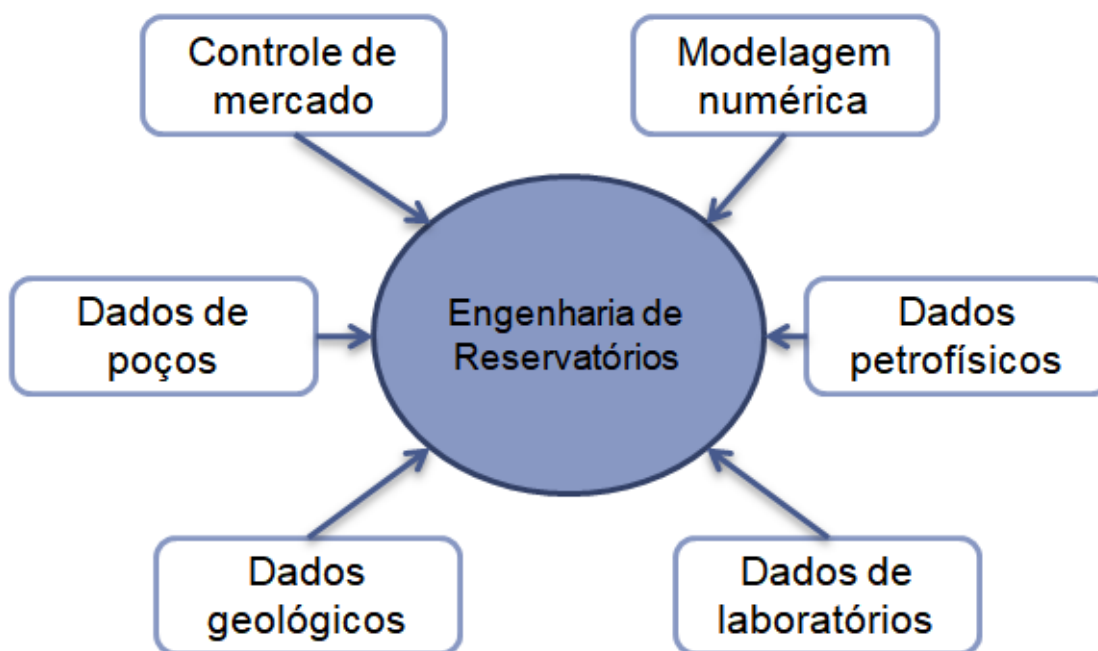 Controle de
mercado
Modelagem
numérica
Dados de
poços
Engenharia de
Reservatórios
Dados
petrofísicos
Dados
geológicos
Dados de
laboratórios